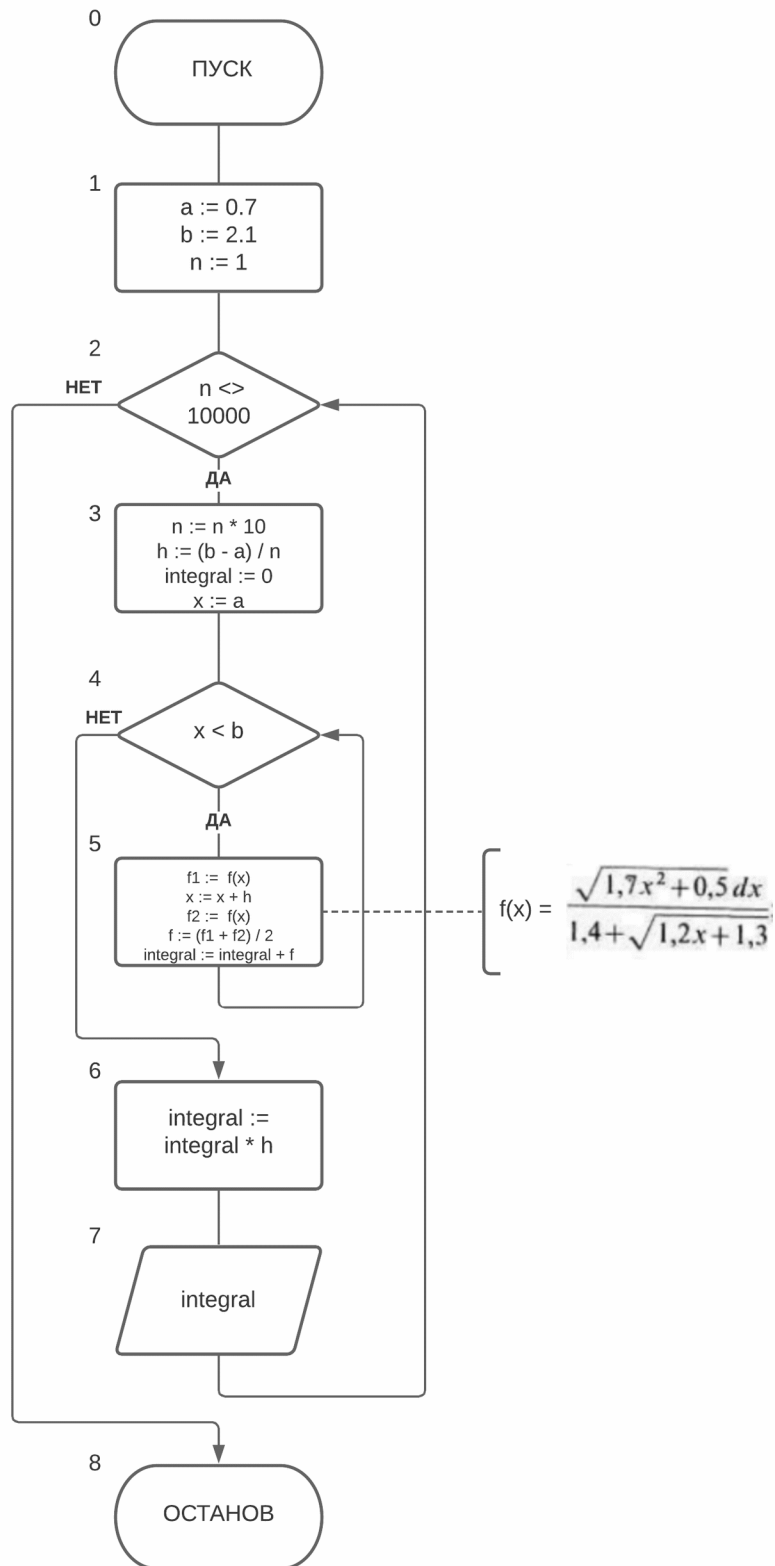 0
ПУСК
1
a := 0.7
b := 2.1
n := 1
2
НЕТ
n <>
10000
ДА
3
n := n * 10
h := (b - a) / n
integral := 0
x := a
4
НЕТ
x < b
ДА
5
f1 := f(x)
x := x + h
f2 := f(x)
f := (f1 + f2) / 2
integral := integral + f
f(x) =
√1,7x² + 0,5 dx
1,4 + √1,2x + 1,3
6
integral :=
integral * h
7
integral
8
ОСТАНОВ